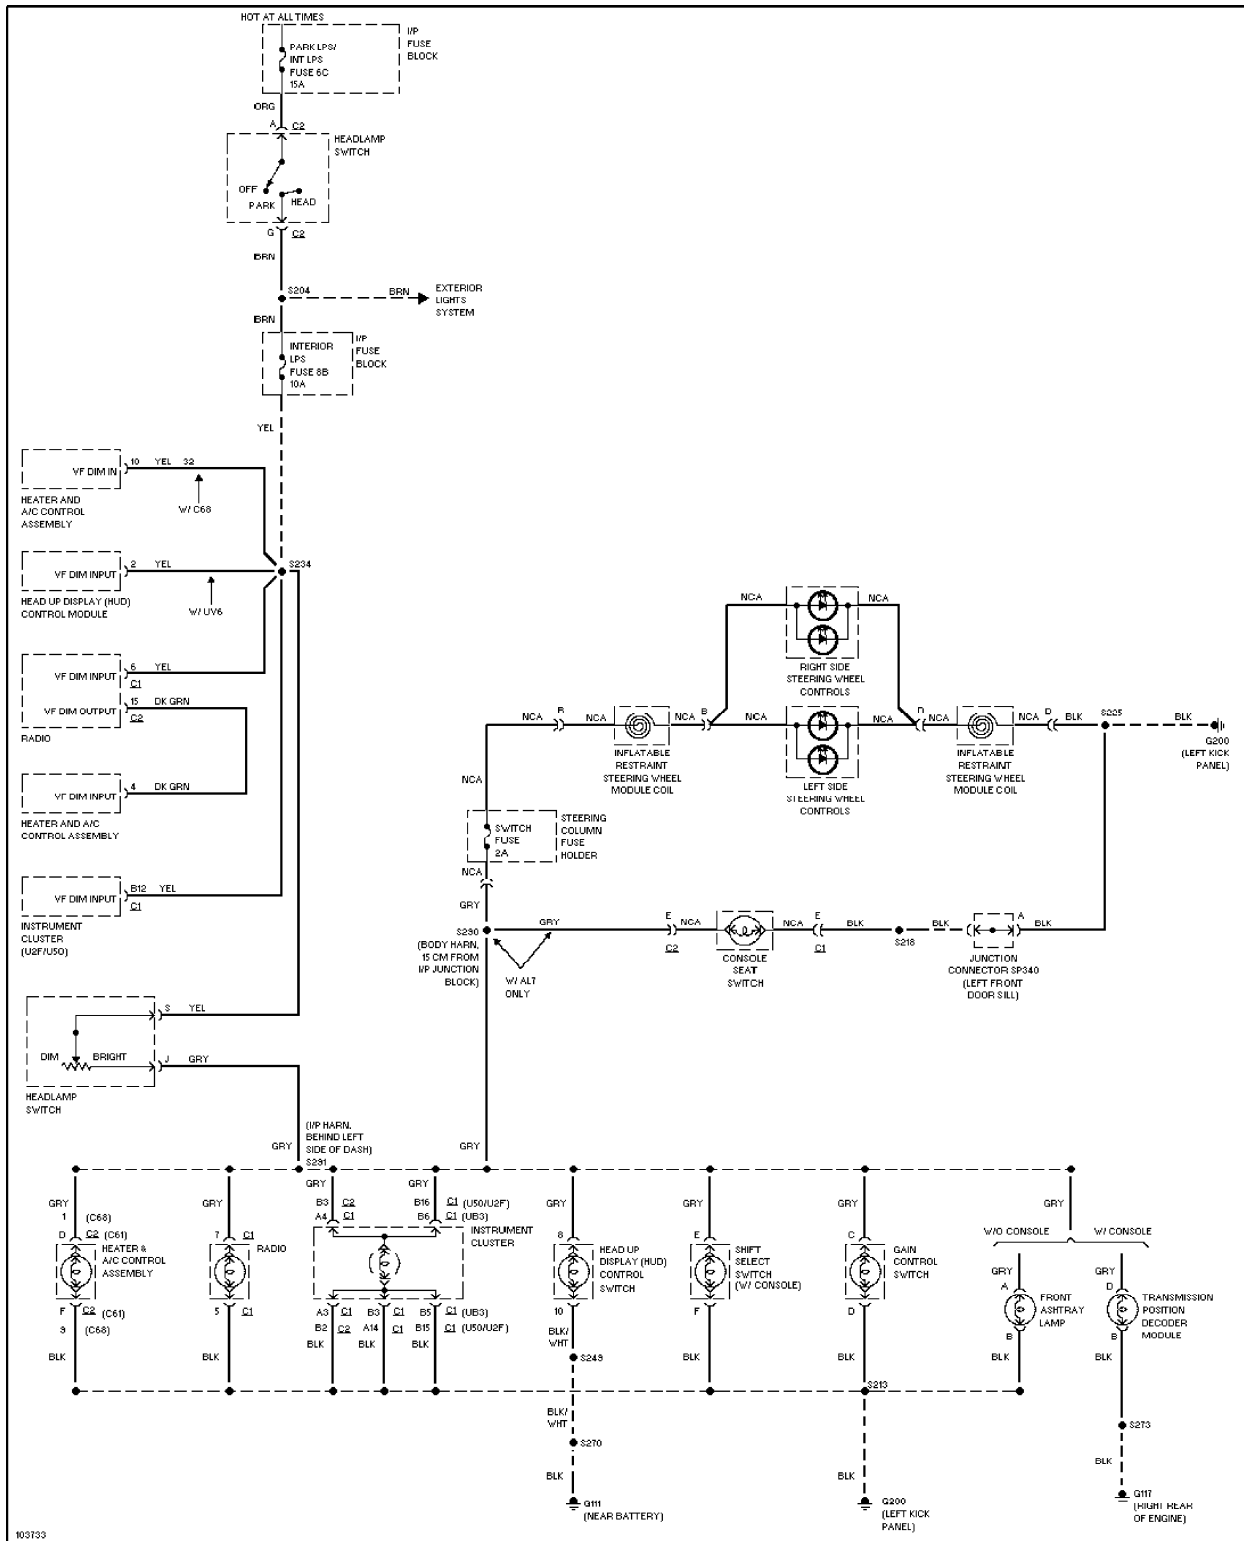 HOT AT ALL TIMES
I/P
FUSE
BLOCK
PARK LPS/
INT LPS
FUSE 6C
15A
ORG
A C2
HEADLAMP
SWITCH
OFF
PARK
HEAD
G C2
BRN
S204
BRN
EXTERIOR
LIGHTS
SYSTEM
BRN
INTERIOR
LPS
FUSE 8B
10A
I/P
FUSE
BLOCK
YEL
VF DIM IN
10 YEL 32
HEATER AND
A/C CONTROL
ASSEMBLY
W/ C68
S234
VF DIM INPUT
2 YEL
HEAD UP DISPLAY (HUD)
CONTROL MODULE
W/ UV6
VF DIM INPUT
6 YEL
C1
VF DIM OUTPUT
15 DK GRN
C2
RADIO
VF DIM INPUT
4 DK GRN
HEATER AND A/C
CONTROL ASSEMBLY
VF DIM INPUT
B12 YEL
C1
INSTRUMENT
CLUSTER
(U2F/U50)
NCA
NCA
RIGHT SIDE
STEERING WHEEL
CONTROLS
NCA
B
NCA
NCA
B
NCA
NCA
D
NCA
NCA
D
BLK
S225
BLK
G200
(LEFT KICK
PANEL)
INFLATABLE
RESTRAINT
STEERING WHEEL
MODULE COIL
LEFT SIDE
STEERING WHEEL
CONTROLS
INFLATABLE
RESTRAINT
STEERING WHEEL
MODULE COIL
NCA
SWITCH
FUSE
2A
STEERING
COLUMN
FUSE
HOLDER
NCA
GRY
S290
(BODY HARN,
15 CM FROM
I/P JUNCTION
BLOCK)
GRY
W/ AL7
ONLY
E
C2
NCA
CONSOLE
SEAT
SWITCH
NCA
E
C1
BLK
S218
BLK
A
BLK
JUNCTION
CONNECTOR SP340
(LEFT FRONT
DOOR SILL)
S YEL
DIM
BRIGHT
J GRY
HEADLAMP
SWITCH
GRY
(I/P HARN,
BEHIND LEFT
SIDE OF DASH)
S291
GRY
GRY
1 (C68)
D C2 (C61)
HEATER &
A/C CONTROL
ASSEMBLY
F C2 (C61)
9 (C68)
BLK
GRY
7 C1
RADIO
5 C1
BLK
GRY
B3 C2
A4 C1
GRY
B16 C1 (U50/U2F)
B6 C1 (UB3)
INSTRUMENT
CLUSTER
A3 C1
B2 C2
BLK
B3 C1
A14 C1
BLK
B5 C1 (UB3)
B15 C1 (U50/U2F)
BLK
GRY
8
HEAD UP
DISPLAY (HUD)
CONTROL
SWITCH
10
BLK/
WHT
S249
BLK/
WHT
S270
BLK
G111
(NEAR BATTERY)
GRY
E
SHIFT
SELECT
SWITCH
(W/ CONSOLE)
F
BLK
GRY
C
GAIN
CONTROL
SWITCH
D
BLK
S213
BLK
G200
(LEFT KICK
PANEL)
GRY
W/O CONSOLE
W/ CONSOLE
GRY
A
FRONT
ASHTRAY
LAMP
B
BLK
GRY
D
TRANSMISSION
POSITION
DECODER
MODULE
B
BLK
S273
BLK
G117
(RIGHT REAR
OF ENGINE)
103733